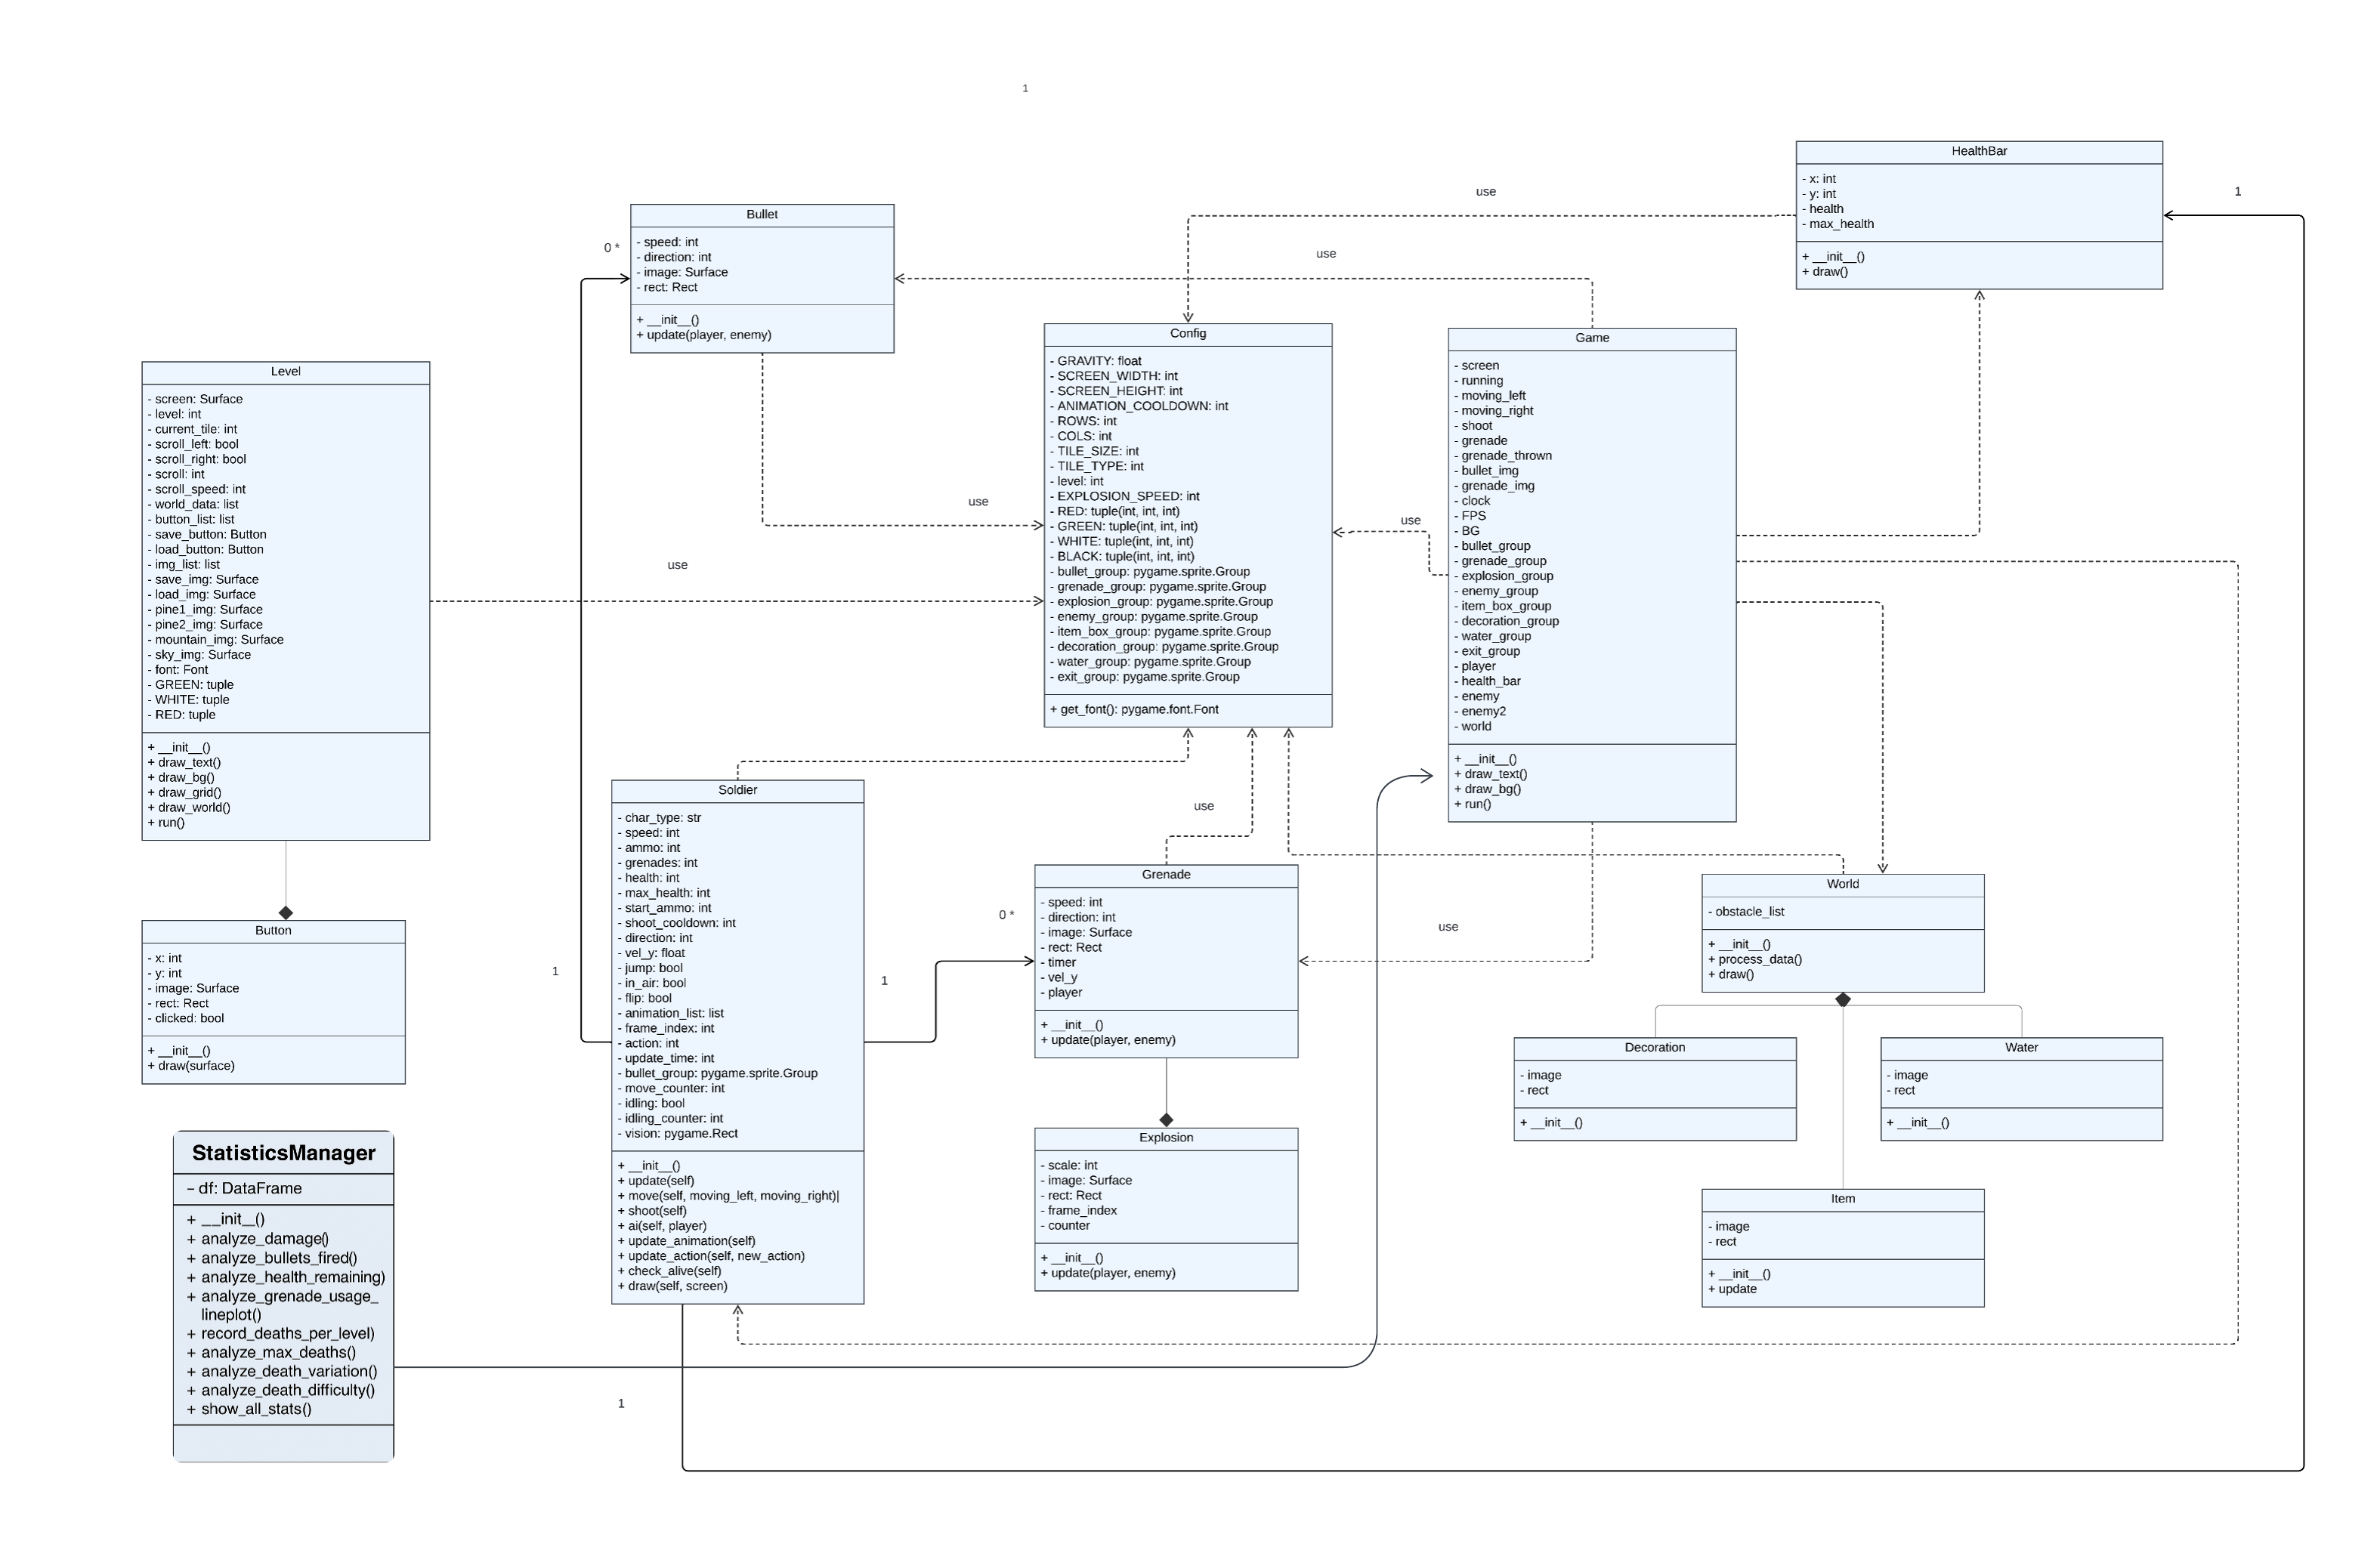 1
HealthBar
- x: int
- y: int
- health
- max_health
+ __init__()
+ draw()
use
1
Bullet
- speed: int
- direction: int
- image: Surface
- rect: Rect
+ __init__()
+ update(player, enemy)
0 *
use
Config
- GRAVITY: float
- SCREEN_WIDTH: int
- SCREEN_HEIGHT: int
- ANIMATION_COOLDOWN: int
- ROWS: int
- COLS: int
- TILE_SIZE: int
- TILE_TYPE: int
- level: int
- EXPLOSION_SPEED: int
- RED: tuple(int, int, int)
- GREEN: tuple(int, int, int)
- WHITE: tuple(int, int, int)
- BLACK: tuple(int, int, int)
- bullet_group: pygame.sprite.Group
- grenade_group: pygame.sprite.Group
- explosion_group: pygame.sprite.Group
- enemy_group: pygame.sprite.Group
- item_box_group: pygame.sprite.Group
- decoration_group: pygame.sprite.Group
- water_group: pygame.sprite.Group
- exit_group: pygame.sprite.Group
+ get_font(): pygame.font.Font
Game
- screen
- running
- moving_left
- moving_right
- shoot
- grenade
- grenade_thrown
- bullet_img
- grenade_img
- clock
- FPS
- BG
- bullet_group
- grenade_group
- explosion_group
- enemy_group
- item_box_group
- decoration_group
- water_group
- exit_group
- player
- health_bar
- enemy
- enemy2
- world
+ __init__()
+ draw_text()
+ draw_bg()
+ run()
Level
- screen: Surface
- level: int
- current_tile: int
- scroll_left: bool
- scroll_right: bool
- scroll: int
- scroll_speed: int
- world_data: list
- button_list: list
- save_button: Button
- load_button: Button
- img_list: list
- save_img: Surface
- load_img: Surface
- pine1_img: Surface
- pine2_img: Surface
- mountain_img: Surface
- sky_img: Surface
- font: Font
- GREEN: tuple
- WHITE: tuple
- RED: tuple
+ __init__()
+ draw_text()
+ draw_bg()
+ draw_grid()
+ draw_world()
+ run()
use
use
use
Soldier
- char_type: str
- speed: int
- ammo: int
- grenades: int
- health: int
- max_health: int
- start_ammo: int
- shoot_cooldown: int
- direction: int
- vel_y: float
- jump: bool
- in_air: bool
- flip: bool
- animation_list: list
- frame_index: int
- action: int
- update_time: int
- bullet_group: pygame.sprite.Group
- move_counter: int
- idling: bool
- idling_counter: int
- vision: pygame.Rect
+ __init__()
+ update(self)
+ move(self, moving_left, moving_right)|
+ shoot(self)
+ ai(self, player)
+ update_animation(self)
+ update_action(self, new_action)
+ check_alive(self)
+ draw(self, screen)
use
Grenade
- speed: int
- direction: int
- image: Surface
- rect: Rect
- timer
- vel_y
- player
+ __init__()
+ update(player, enemy)
0 *
use
1
1
World
- obstacle_list
+ __init__()
+ process_data()
+ draw()
Button
- x: int
- y: int
- image: Surface
- rect: Rect
- clicked: bool
+ __init__()
+ draw(surface)
Decoration
- image
- rect
+ __init__()
Water
- image
- rect
+ __init__()
Explosion
- scale: int
- image: Surface
- rect: Rect
- frame_index
- counter
+ __init__()
+ update(player, enemy)
Item
- image
- rect
+ __init__()
+ update
StatisticsManager
– df: DataFrame
+ __init_()
+ analyze_damage()
+ analyze_bullets_fired()
+ analyze_health_remaining)
+ analyze_grenade_usage_
lineplot()
+ record_deaths_per_level)
+ analyze_max_deaths()
+ analyze_death_variation()
+ analyze_death_difficulty()
+ show_all_stats()
1